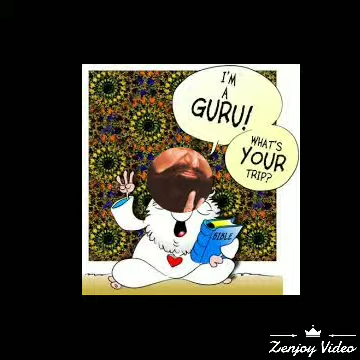 I'M
A
GURU!
WHAT'S
YOUR
TRIP?
BIBLE
Zenjoy Video